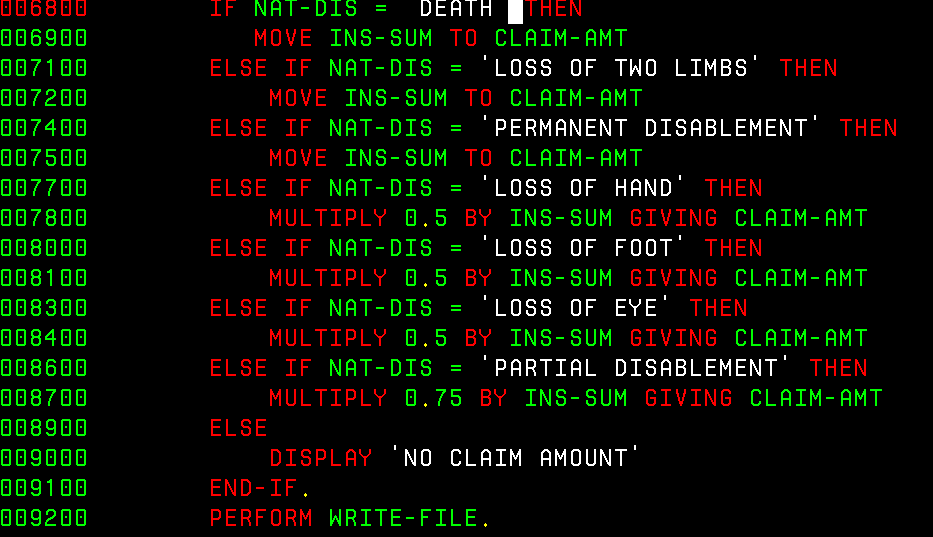 006800 IF NAT-DIS = DEATH THEN
006900 MOVE INS-SUM TO CLAIM-AMT
007100 ELSE IF NAT-DIS = 'LOSS OF TWO LIMBS' THEN
007200 MOVE INS-SUM TO CLAIM-AMT
007400 ELSE IF NAT-DIS = 'PERMANENT DISABLEMENT' THEN
007500 MOVE INS-SUM TO CLAIM-AMT
007700 ELSE IF NAT-DIS = 'LOSS OF HAND' THEN
007800 MULTIPLY 0.5 BY INS-SUM GIVING CLAIM-AMT
008000 ELSE IF NAT-DIS = 'LOSS OF FOOT' THEN
008100 MULTIPLY 0.5 BY INS-SUM GIVING CLAIM-AMT
008300 ELSE IF NAT-DIS = 'LOSS OF EYE' THEN
008400 MULTIPLY 0.5 BY INS-SUM GIVING CLAIM-AMT
008600 ELSE IF NAT-DIS = 'PARTIAL DISABLEMENT' THEN
008700 MULTIPLY 0.75 BY INS-SUM GIVING CLAIM-AMT
008900 ELSE
009000 DISPLAY 'NO CLAIM AMOUNT'
009100 END-IF.
009200 PERFORM WRITE-FILE.